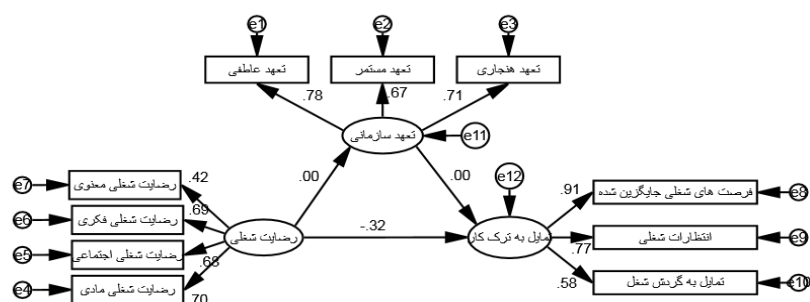 e1
e2
e3
تعهد عاطفی
تعهد مستمر
تعهد هنجاری
.78
.67
.71
تعهد سازمانی
e11
.00
.00
e12
e7
رضایت شغلی معنوی
.42
e6
رضایت شغلی فکری
.69
e5
رضایت شغلی اجتماعی
.68
e4
رضایت شغلی مادی
.70
رضایت شغلی
-.32
تمایل به ترک کار
.91
فرصت های شغلی جایگزین شده
e8
.77
انتظارات شغلی
e9
.58
تمایل به گردش شغل
e10